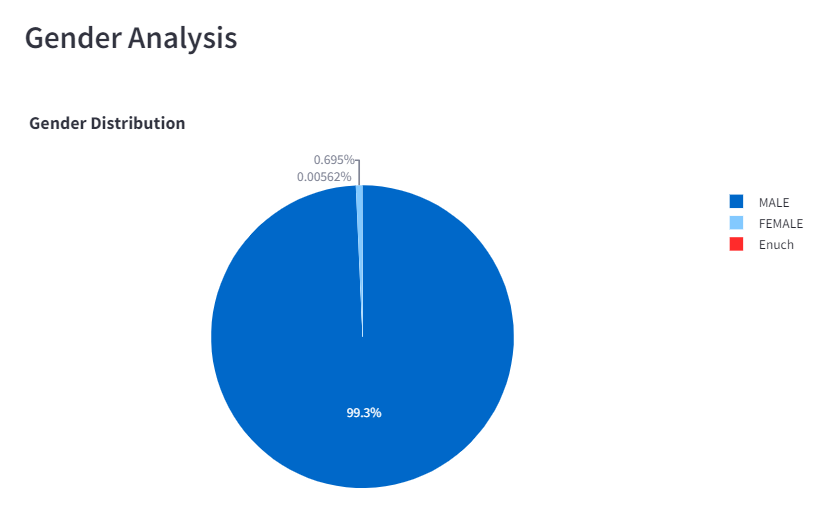 Gender Analysis
Gender Distribution
0.695%
0.00562%
99.3%
MALE
FEMALE
Enuch